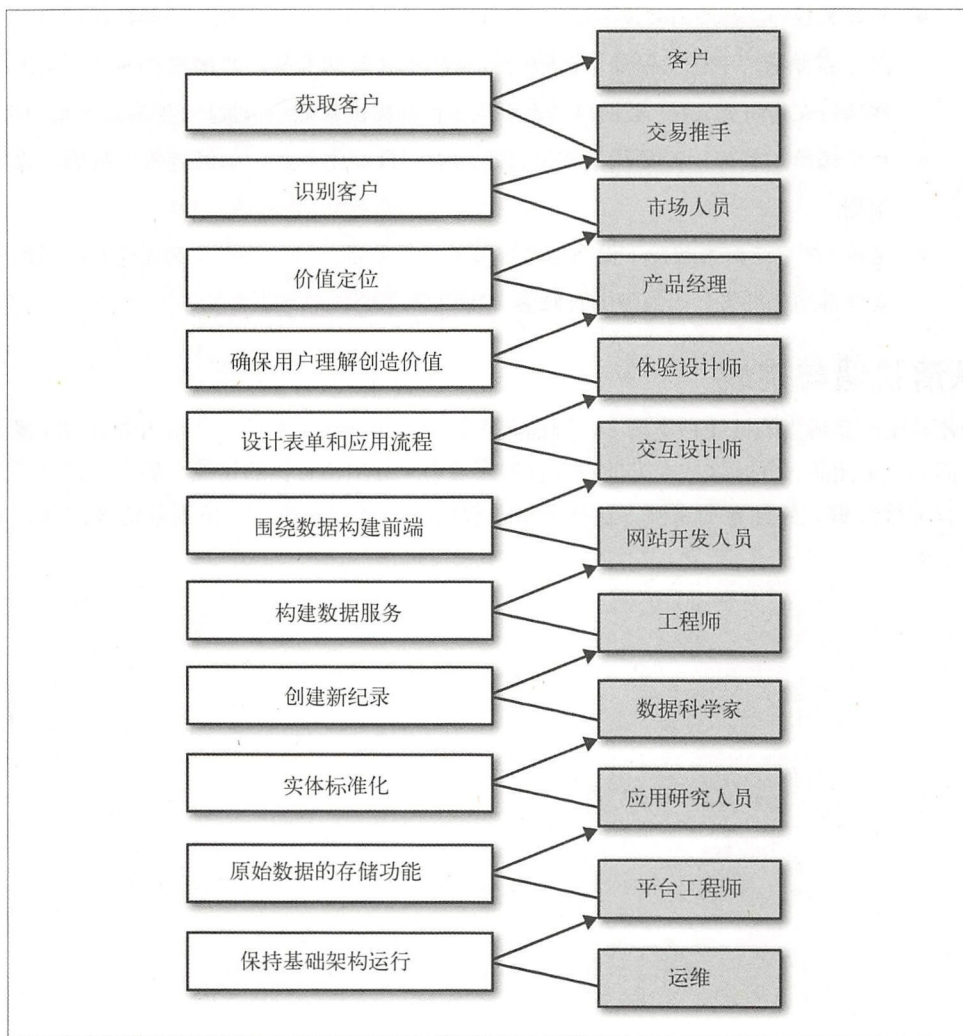 客户
获取客户
交易推手
识别客户
市场人员
价值定位
产品经理
确保用户理解创造价值
体验设计师
设计表单和应用流程
交互设计师
围绕数据构建前端
网站开发人员
构建数据服务
工程师
创建新纪录
数据科学家
实体标准化
应用研究人员
原始数据的存储功能
平台工程师
保持基础架构运行
运维